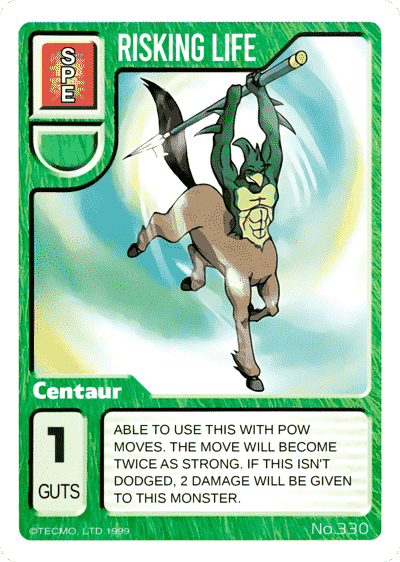 SPE
RISKING LIFE
Centaur
1
GUTS
ABLE TO USE THIS WITH POW
MOVES. THE MOVE WILL BECOME
TWICE AS STRONG. IF THIS ISN'T
DODGED, 2 DAMAGE WILL BE GIVEN
TO THIS MONSTER.
©TECMO, LTD.1999
No.330